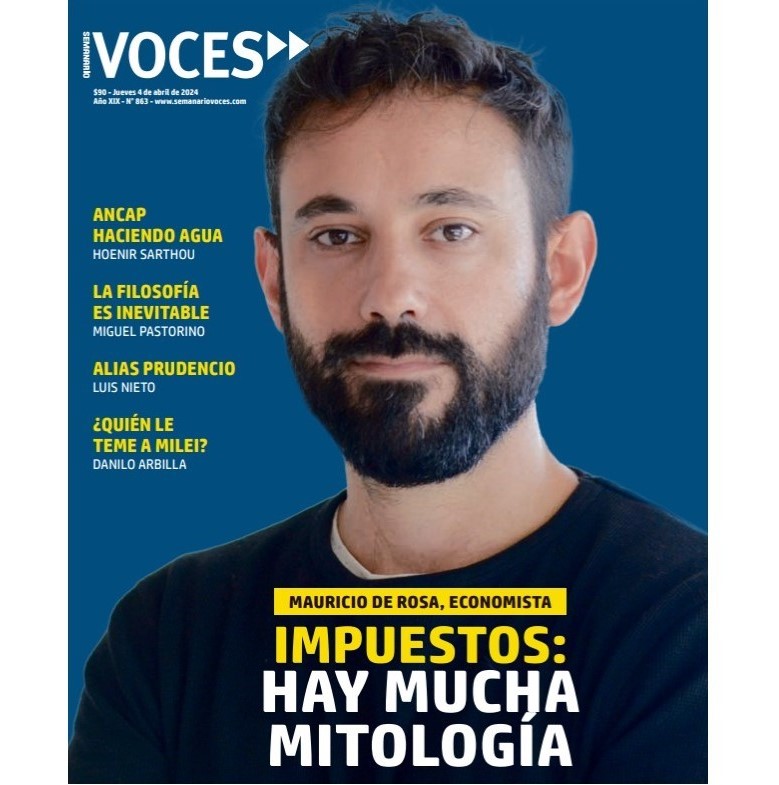 SEMANARIO
VOCES
$90 - Jueves 4 de abril de 2024
Año XIX - N° 863 - www.semanariovoces.com
ANCAP
HACIENDO AGUA
HOENIR SARTHOU
LA FILOSOFÍA
ES INEVITABLE
MIGUEL PASTORINO
ALIAS PRUDENCIO
LUIS NIETO
¿QUIÉN LE
TEME A MILEI?
DANILO ARBILLA
MAURICIO DE ROSA, ECONOMISTA
IMPUESTOS:
HAY MUCHA
MITOLOGÍA